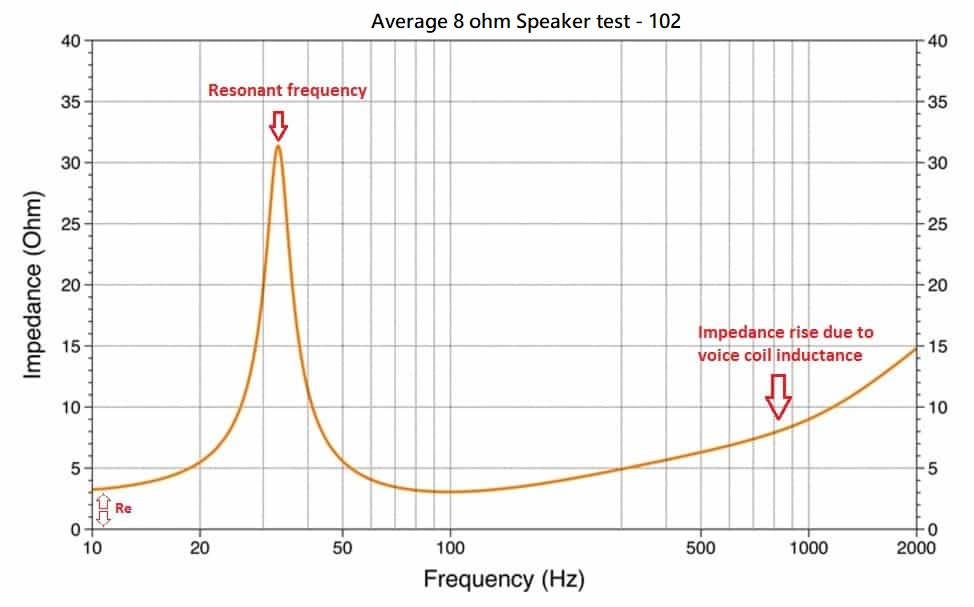 Average 8 ohm Speaker test - 102
40 40
Resonant frequency
35 35
30 30
25 25
20 20
Impedance (Ohm)
Impedance rise due to
voice coil inductance
15 15
10 10
5 5
Re
0 0
10 20 50 100 500 1000 2000
Frequency (Hz)